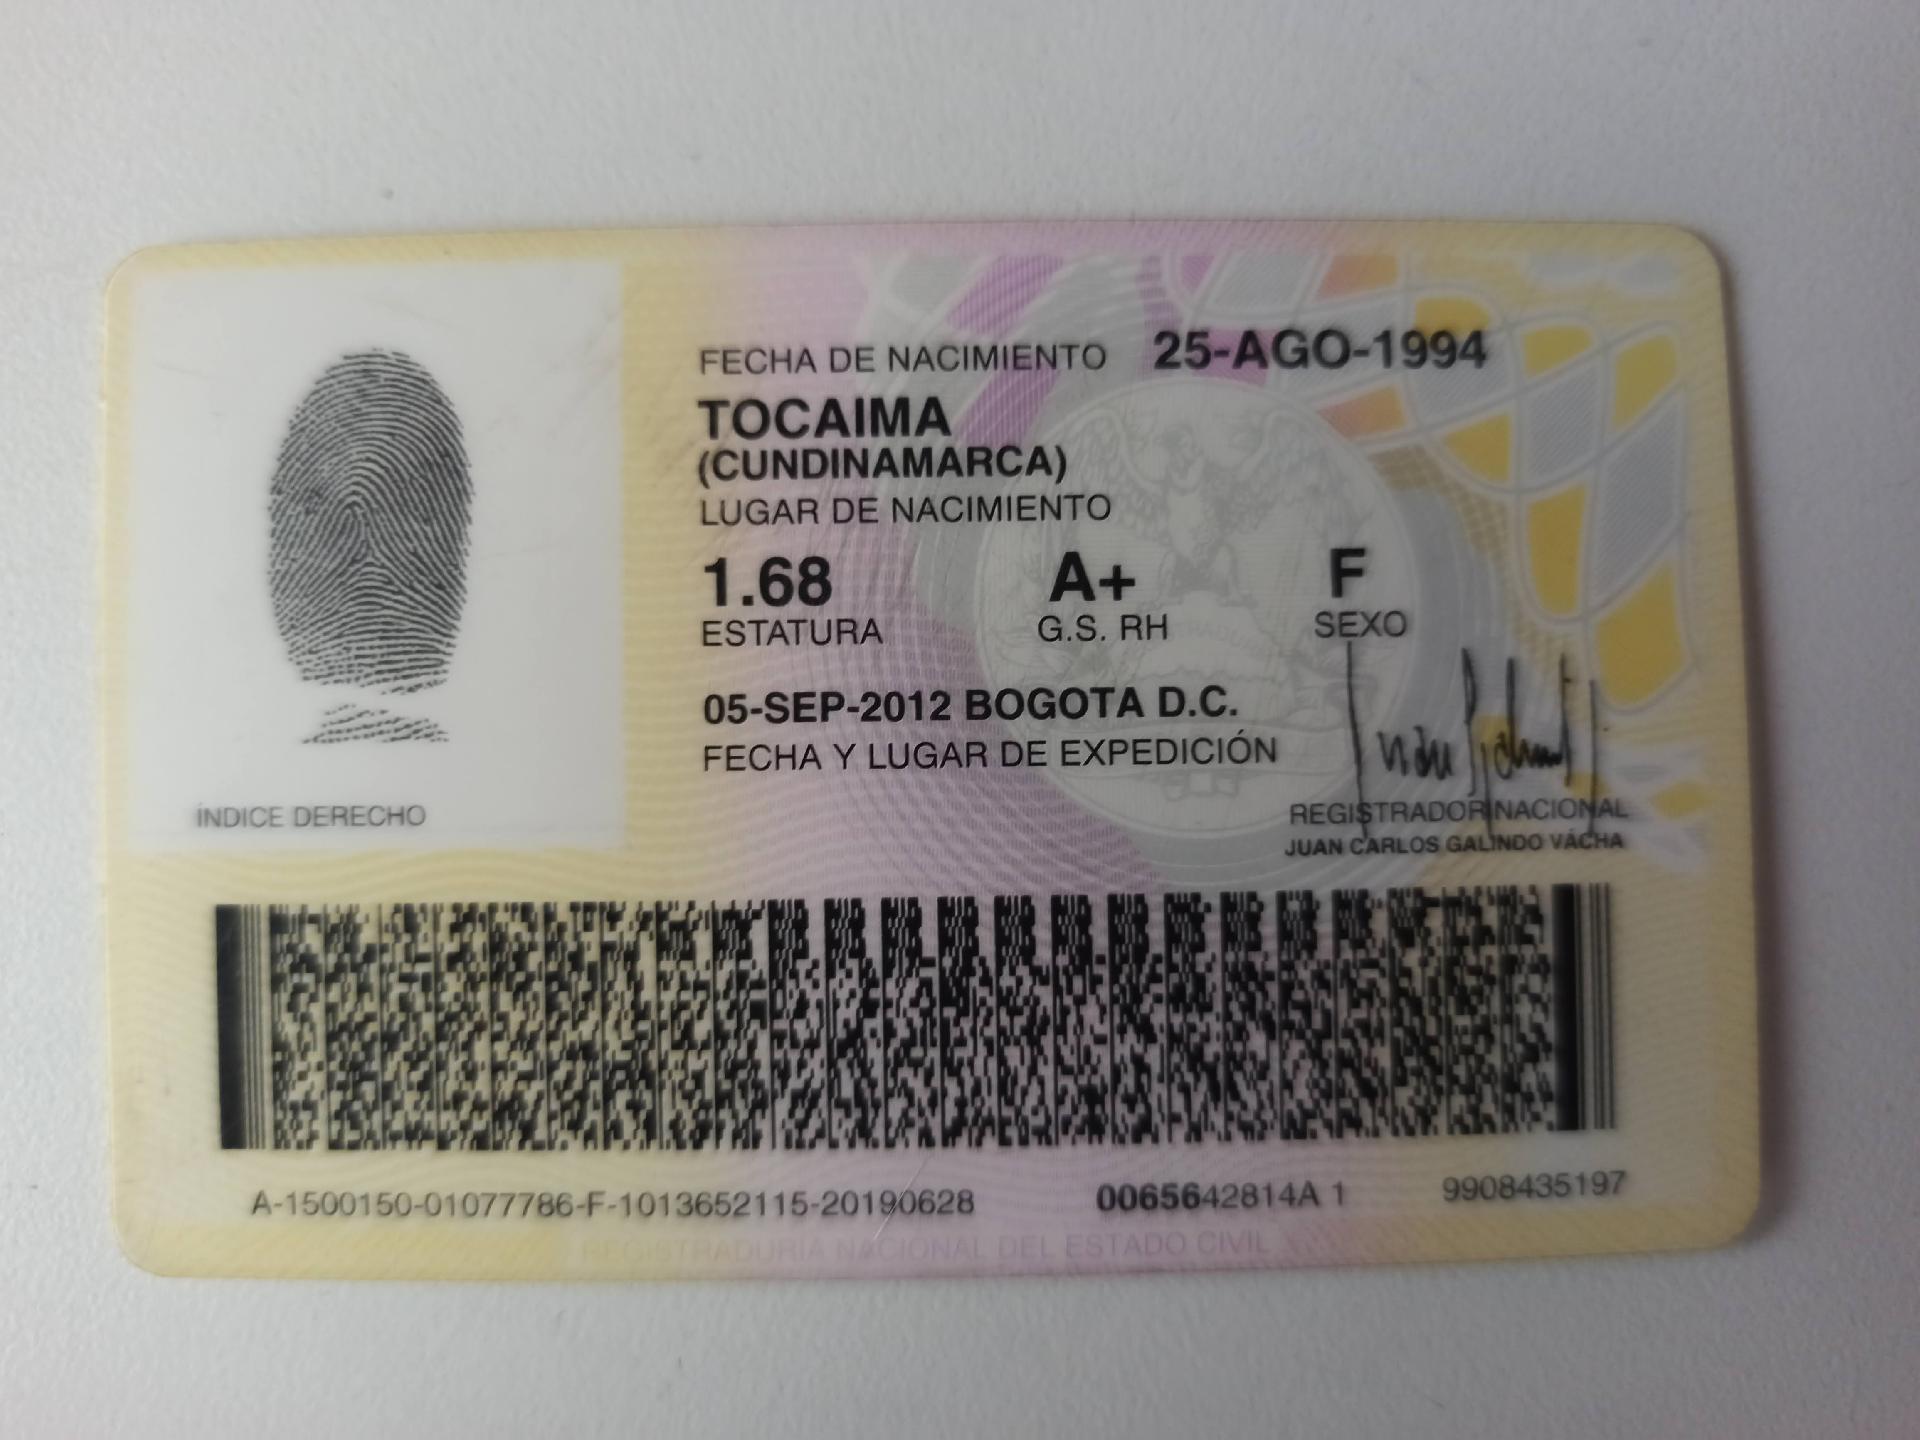 FECHA DE NACIMIENTO 25-AGO-1994
TOCAIMA
(CUNDINAMARCA)
LUGAR DE NACIMIENTO
1.68 A+ F
ESTATURA G.S. RH SEXO
05-SEP-2012 BOGOTA D.C.
FECHA Y LUGAR DE EXPEDICIÓN
ÍNDICE DERECHO
REGISTRADOR NACIONAL
JUAN CARLOS GALINDO VÁCHA
A-1500150-01077786-F-1013652115-20190628 0065642814A 1 9908435197
REGISTRADURÍA NACIONAL DEL ESTADO CIVIL